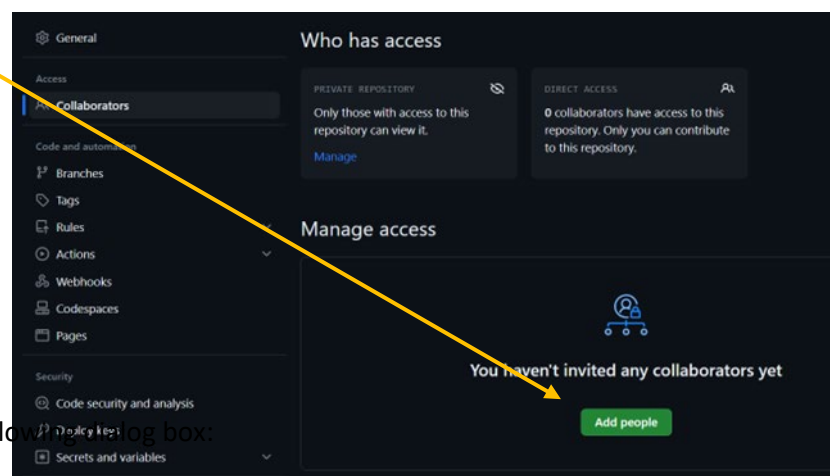 General
Access
Collaborators
Code and automation
Branches
Tags
Rules
Actions
Webhooks
Codespaces
Pages
Security
Code security and analysis
Deploy keys
Secrets and variables
Who has access
PRIVATE REPOSITORY
Only those with access to this
repository can view it.
Manage
DIRECT ACCESS
0 collaborators have access to this
repository. Only you can contribute
to this repository.
Manage access
You haven't invited any collaborators yet
Add people
dialog box: